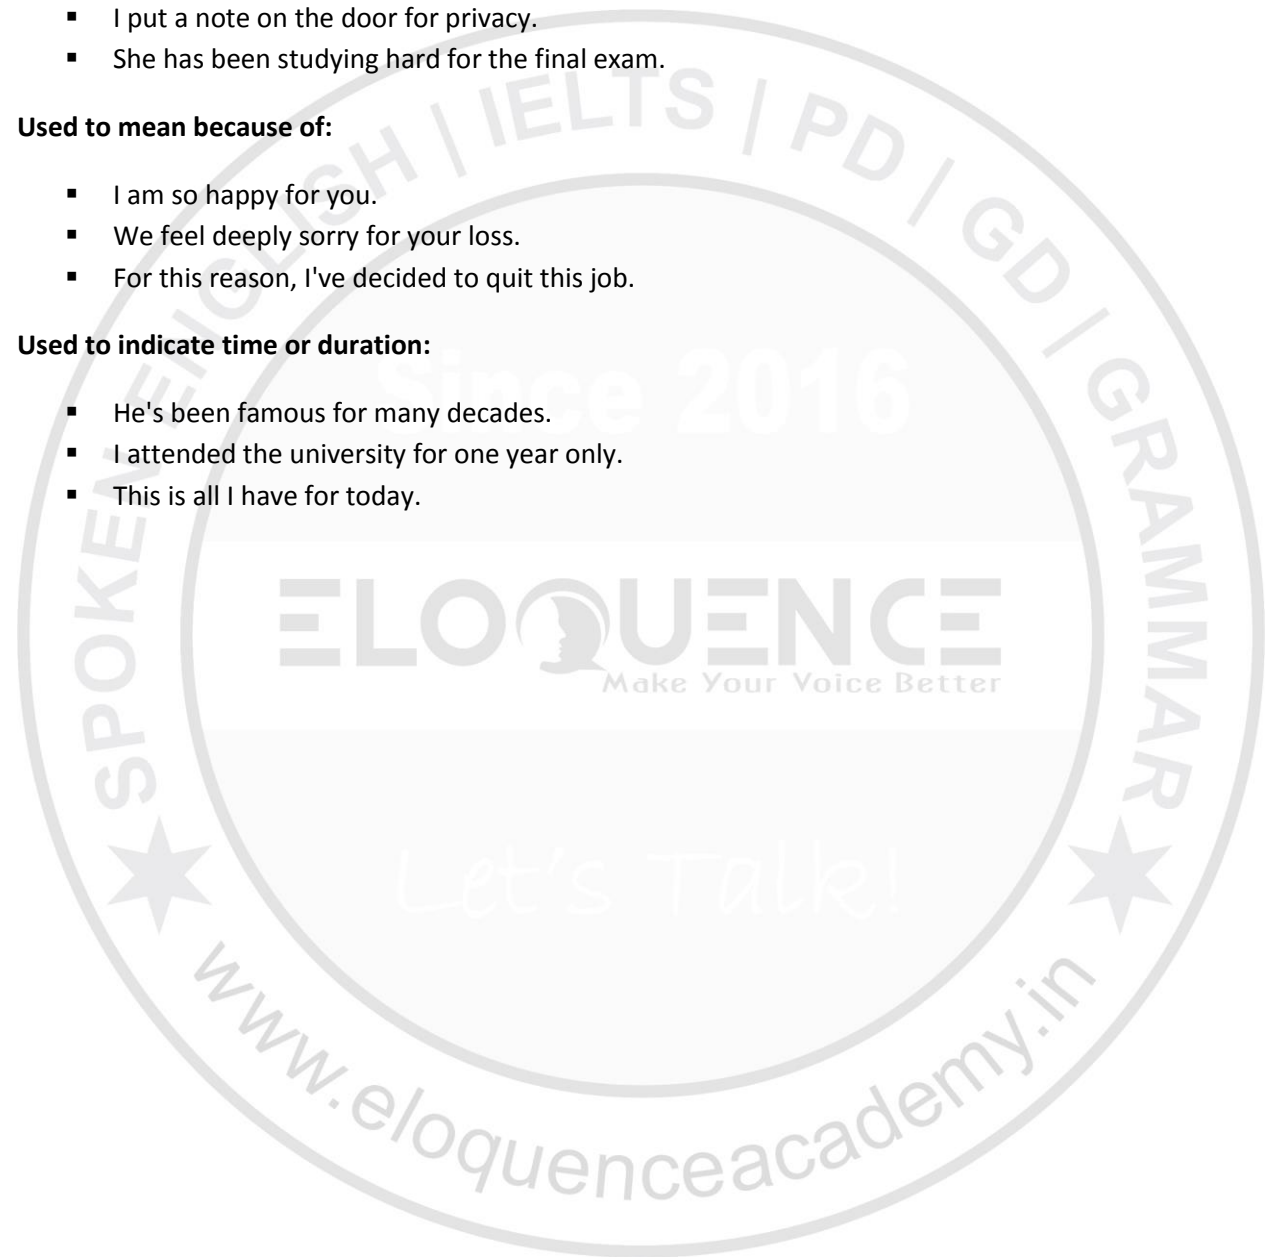 ▪ I put a note on the door for privacy.
▪ She has been studying hard for the final exam.
Used to mean because of:
▪ I am so happy for you.
▪ We feel deeply sorry for your loss.
▪ For this reason, I've decided to quit this job.
Used to indicate time or duration:
▪ He's been famous for many decades.
▪ I attended the university for one year only.
▪ This is all I have for today.
SPOKEN ENGLISH | IELTS | PD | GD | GRAMMAR
Since 2016
ELOQUENCE
Make Your Voice Better
Let's Talk!
www.eloquenceacademy.in